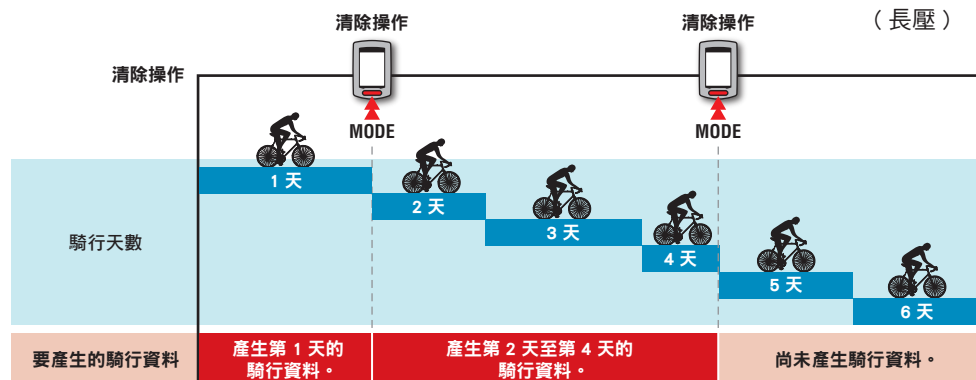 （長壓）
清除操作
清除操作
清除操作
MODE
MODE
騎行天數
1 天
2 天
3 天
4 天
5 天
6 天
要產生的騎行資料
產生第 1 天的
騎行資料。
產生第 2 天至第 4 天的
騎行資料。
尚未產生騎行資料。